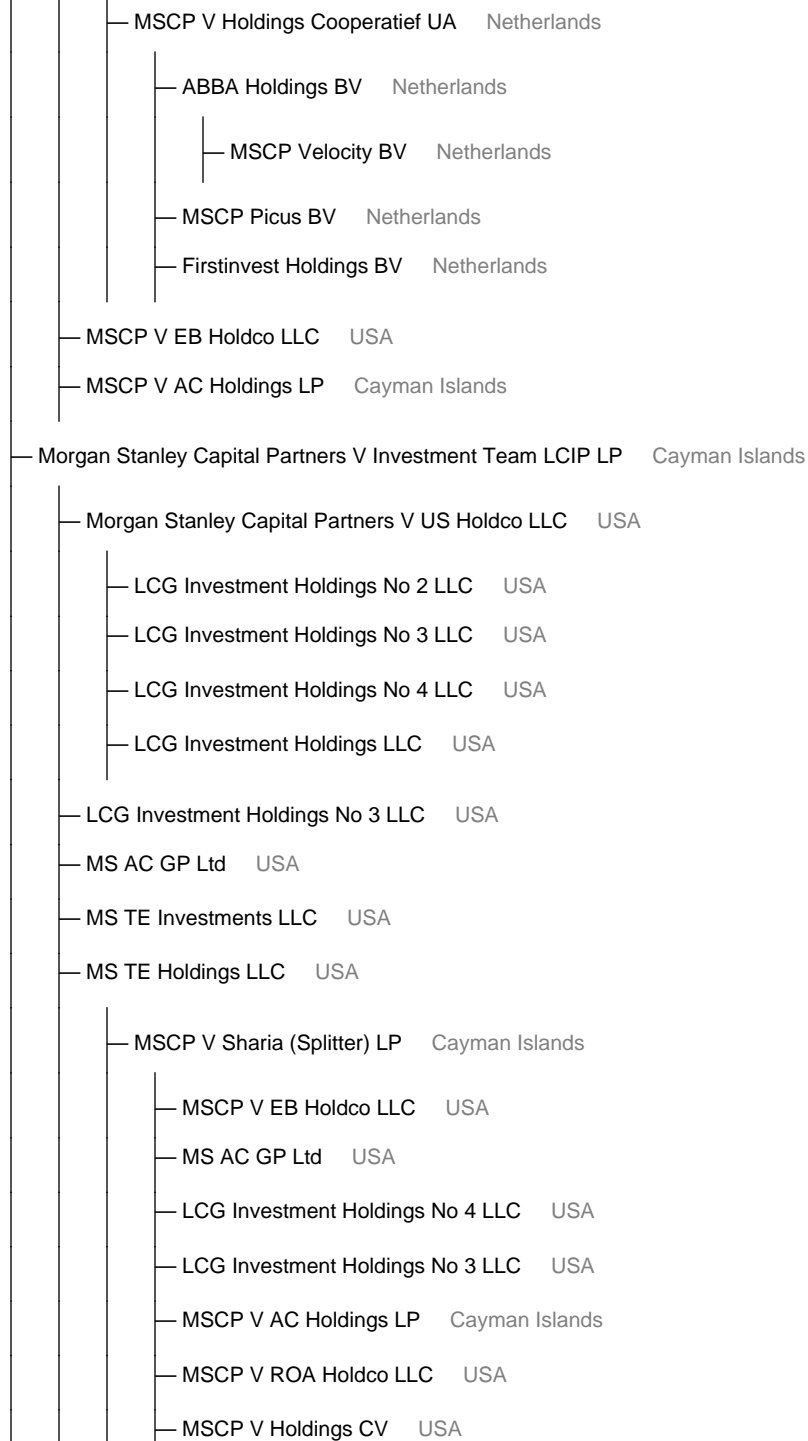 MSCP V Holdings Cooperatief UA Netherlands
ABBA Holdings BV Netherlands
MSCP Velocity BV Netherlands
MSCP Picus BV Netherlands
Firstinvest Holdings BV Netherlands
MSCP V EB Holdco LLC USA
MSCP V AC Holdings LP Cayman Islands
Morgan Stanley Capital Partners V Investment Team LCIP LP Cayman Islands
Morgan Stanley Capital Partners V US Holdco LLC USA
LCG Investment Holdings No 2 LLC USA
LCG Investment Holdings No 3 LLC USA
LCG Investment Holdings No 4 LLC USA
LCG Investment Holdings LLC USA
LCG Investment Holdings No 3 LLC USA
MS AC GP Ltd USA
MS TE Investments LLC USA
MS TE Holdings LLC USA
MSCP V Sharia (Splitter) LP Cayman Islands
MSCP V EB Holdco LLC USA
MS AC GP Ltd USA
LCG Investment Holdings No 4 LLC USA
LCG Investment Holdings No 3 LLC USA
MSCP V AC Holdings LP Cayman Islands
MSCP V ROA Holdco LLC USA
MSCP V Holdings CV USA